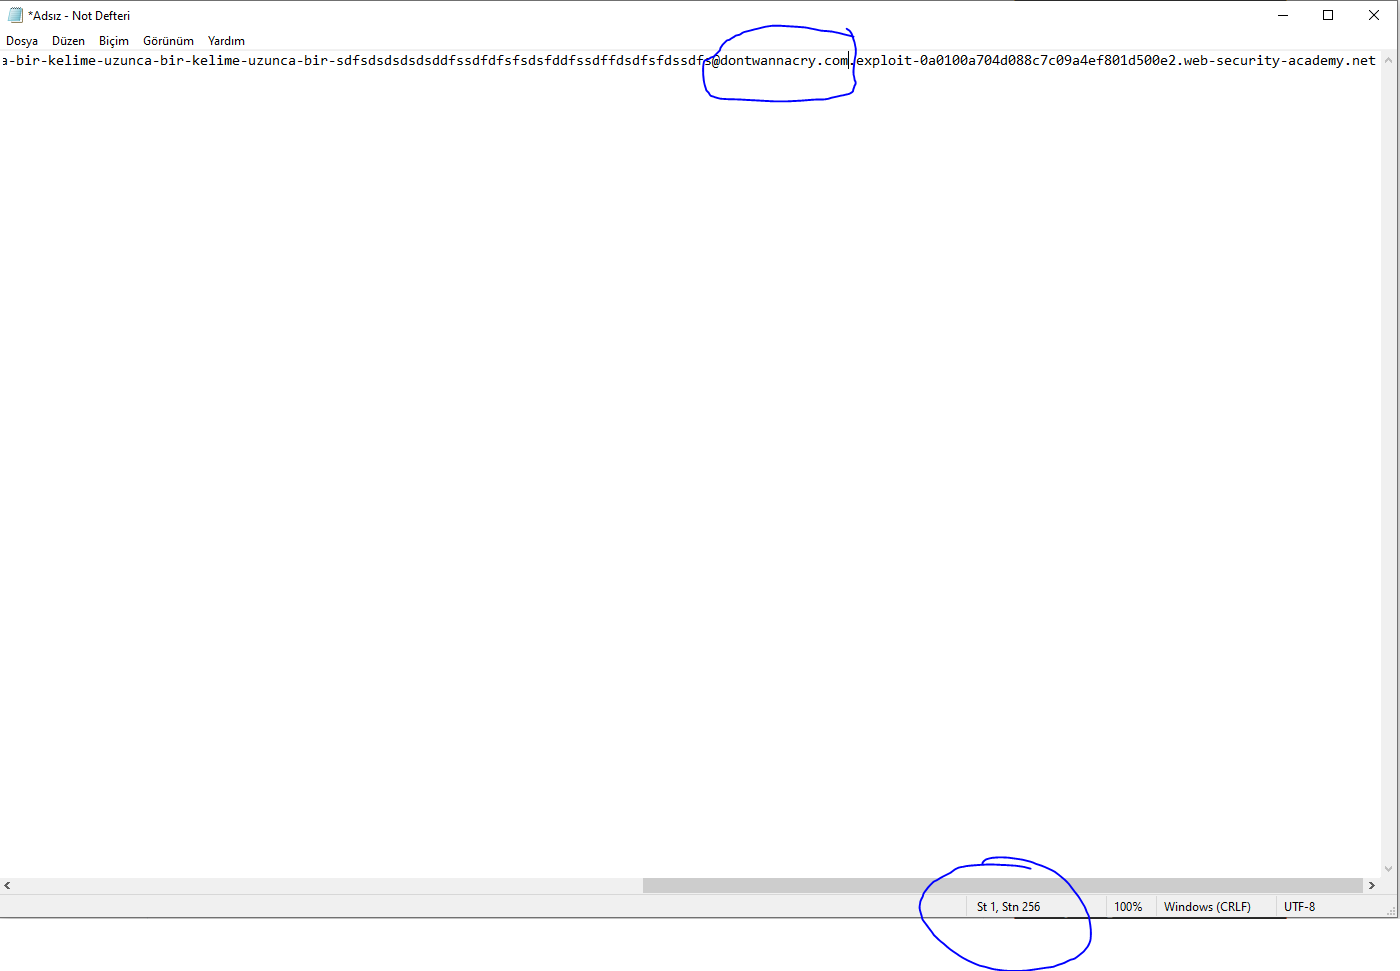 *Adsız - Not Defteri
Dosya Düzen Biçim Görünüm Yardım
a-bir-kelime-uzunca-bir-kelime-uzunca-bir-sdfsdsdsdsdsddfssdfdfsfsdsfddfssdffdsdfsfdssdfs@dontwannacry.com.exploit-0a0100a704d088c7c09a4ef801d500e2.web-security-academy.net
St 1, Stn 256 100% Windows (CRLF) UTF-8